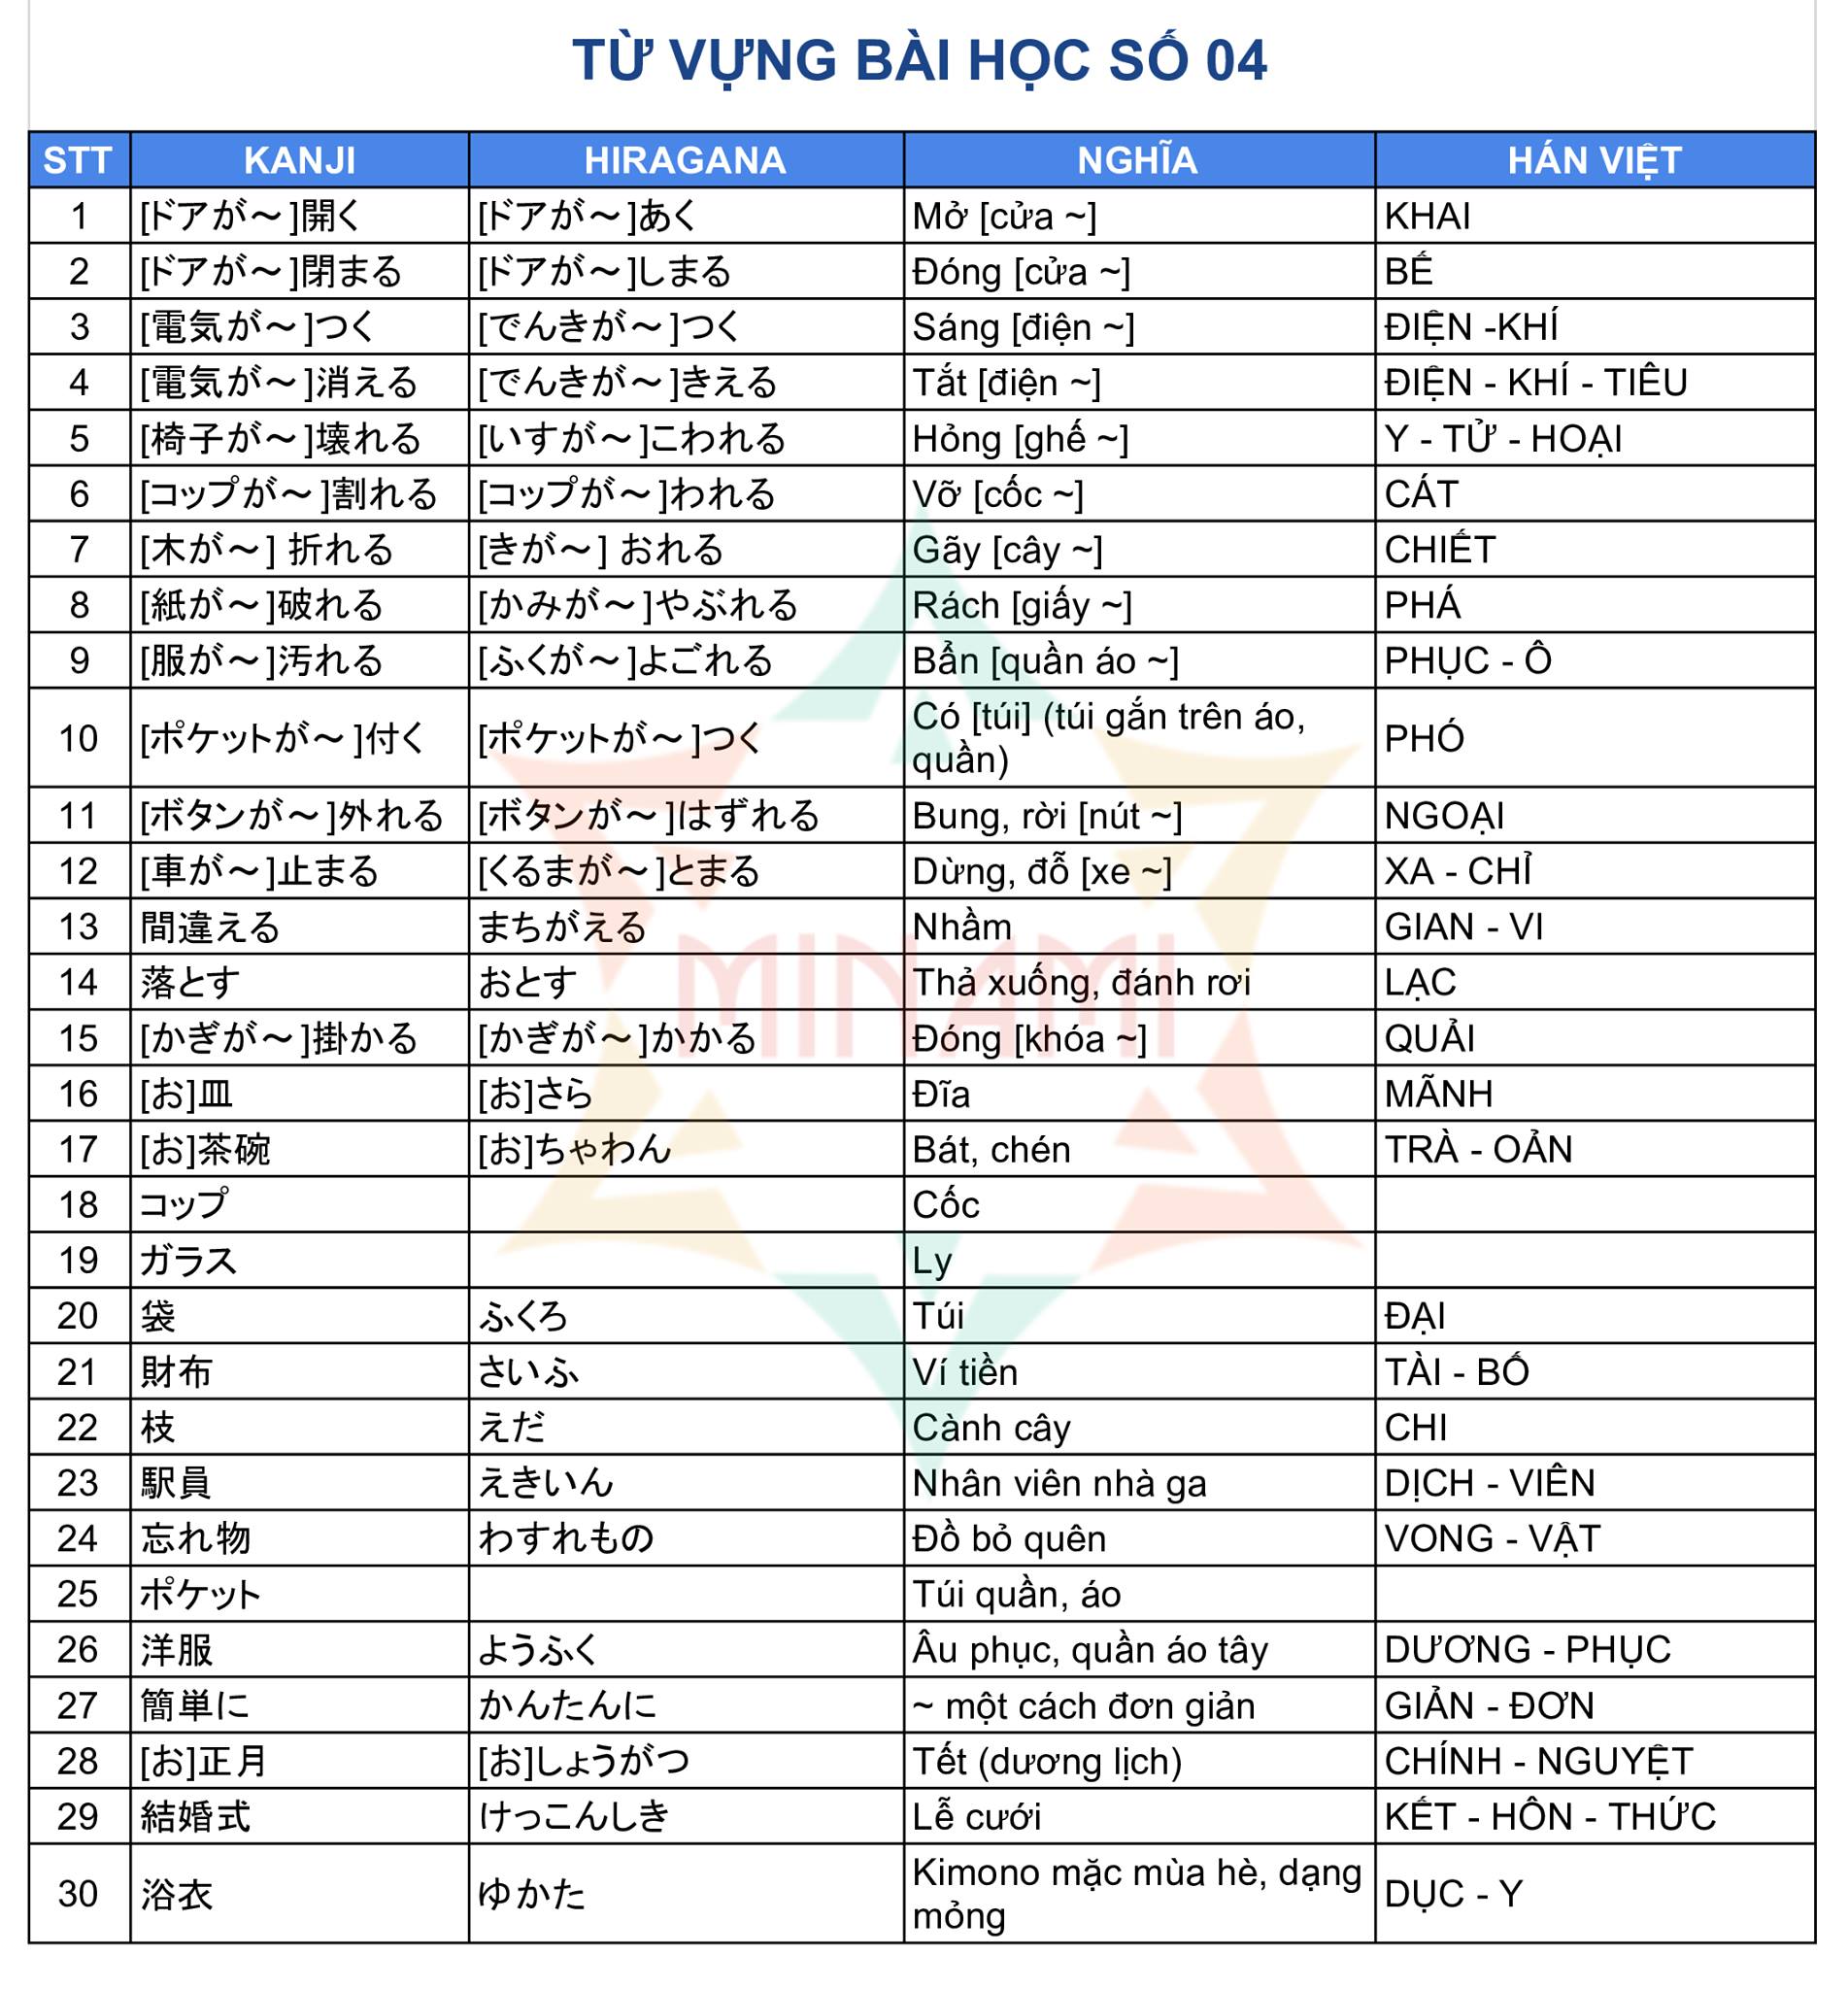 TỪ VỰNG BÀI HỌC SỐ 04
STT KANJI HIRAGANA NGHĨA HÁN VIỆT
1 [ドアが～]開く [ドアが～]あく Mở [cửa ~] KHAI
2 [ドアが～]閉まる [ドアが～]しまる Đóng [cửa ~] BẾ
3 [電気が～]つく [でんきが～]つく Sáng [điện ~] ĐIỆN -KHÍ
4 [電気が～]消える [でんきが～]きえる Tắt [điện ~] ĐIỆN - KHÍ - TIÊU
5 [椅子が～]壊れる [いすが～]こわれる Hỏng [ghế ~] Y - TỬ - HOẠI
6 [コップが～]割れる [コップが～]われる Vỡ [cốc ~] CÁT
7 [木が～] 折れる [きが～] おれる Gãy [cây ~] CHIẾT
8 [紙が～]破れる [かみが～]やぶれる Rách [giấy ~] PHÁ
9 [服が～]汚れる [ふくが～]よごれる Bẩn [quần áo ~] PHỤC - Ô
10 [ポケットが～]付く [ポケットが～]つく Có [túi] (túi gắn trên áo,
quần) PHÓ
11 [ボタンが～]外れる [ボタンが～]はずれる Bung, rời [nút ~] NGOẠI
12 [車が～]止まる [くるまが～]とまる Dừng, đỗ [xe ~] XA - CHỈ
13 間違える まちがえる Nhầm GIAN - VI
14 落とす おとす Thả xuống, đánh rơi LẠC
15 [かぎが～]掛かる [かぎが～]かかる Đóng [khóa ~] QUẢI
16 [お]皿 [お]さら Đĩa MÃNH
17 [お]茶碗 [お]ちゃわん Bát, chén TRÀ - OẢN
18 コップ Cốc
19 ガラス Ly
20 袋 ふくろ Túi ĐẠI
21 財布 さいふ Ví tiền TÀI - BỐ
22 枝 えだ Cành cây CHI
23 駅員 えきいん Nhân viên nhà ga DỊCH - VIÊN
24 忘れ物 わすれもの Đồ bỏ quên VONG - VẬT
25 ポケット Túi quần, áo
26 洋服 ようふく Âu phục, quần áo tây DƯƠNG - PHỤC
27 簡単に かんたんに ~ một cách đơn giản GIẢN - ĐƠN
28 [お]正月 [お]しょうがつ Tết (dương lịch) CHÍNH - NGUYỆT
29 結婚式 けっこんしき Lễ cưới KẾT - HÔN - THỨC
30 浴衣 ゆかた Kimono mặc mùa hè, dạng
mỏng DỤC - Y
MINAMI